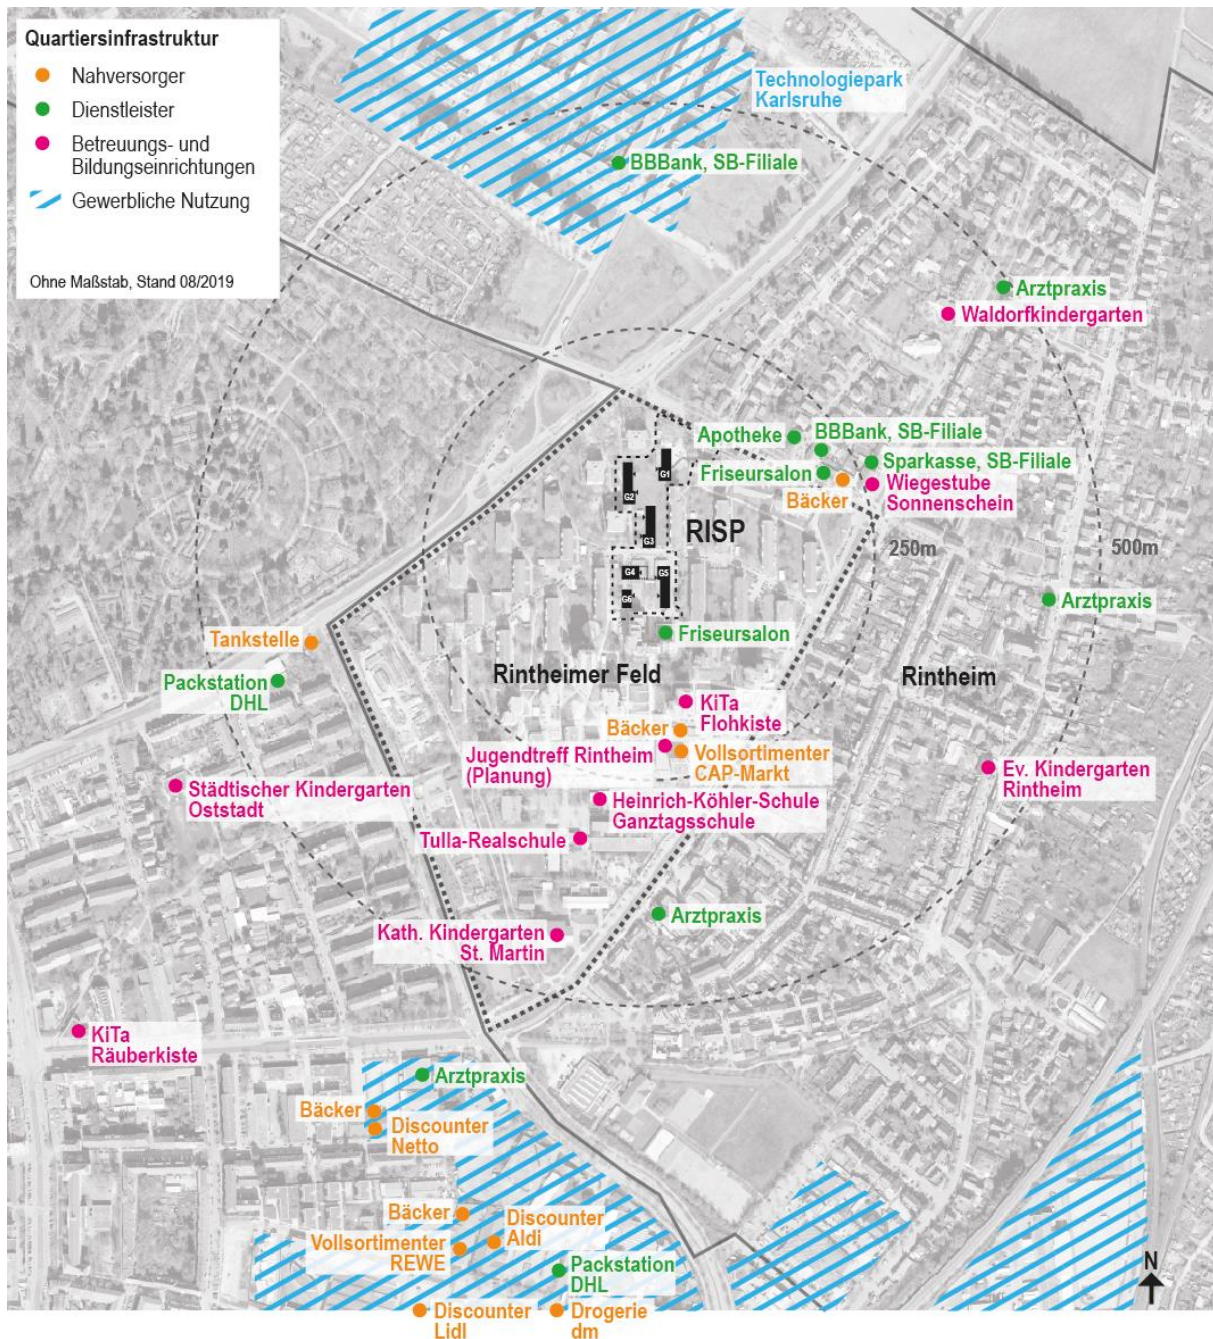 Quartiersinfrastruktur
Nahversorger
Dienstleister
Betreuungs- und
Bildungseinrichtungen
Gewerbliche Nutzung
Ohne Maßstab, Stand 08/2019
Technologiepark
Karlsruhe
BBBank, SB-Filiale
Arztpraxis
Waldorfkindergarten
Apotheke
BBBank, SB-Filiale
Friseursalon
Sparkasse, SB-Filiale
Bäcker
Wiegestube
Sonnenschein
G1
G2
G3
G4
G5
G6
RISP
250m
500m
Arztpraxis
Friseursalon
Tankstelle
Packstation
DHL
Rintheimer Feld
Rintheim
KiTa
Flohkiste
Bäcker
Jugendtreff Rintheim
(Planung)
Vollsortimenter
CAP-Markt
Ev. Kindergarten
Rintheim
Städtischer Kindergarten
Oststadt
Heinrich-Köhler-Schule
Ganztagsschule
Tulla-Realschule
Arztpraxis
Kath. Kindergarten
St. Martin
KiTa
Räuberkiste
Arztpraxis
Bäcker
Discounter
Netto
Bäcker
Discounter
Aldi
Vollsortimenter
REWE
Packstation
DHL
Discounter
Lidl
Drogerie
dm
N